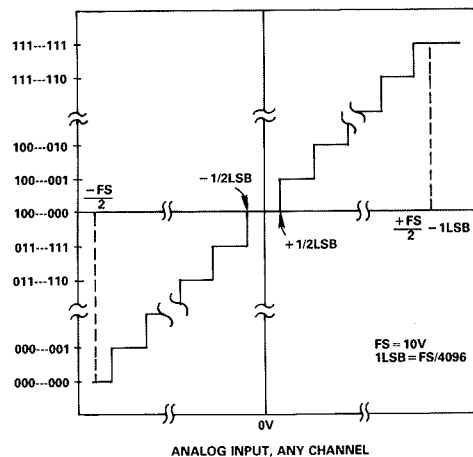 111---111
111---110
100---010
100---001
100---000
011---111
011---110
000---001
000---000
-FS
2
-1/2LSB
+1/2LSB
+FS
2 -1LSB
FS=10V
1LSB=FS/4096
0V
ANALOG INPUT, ANY CHANNEL